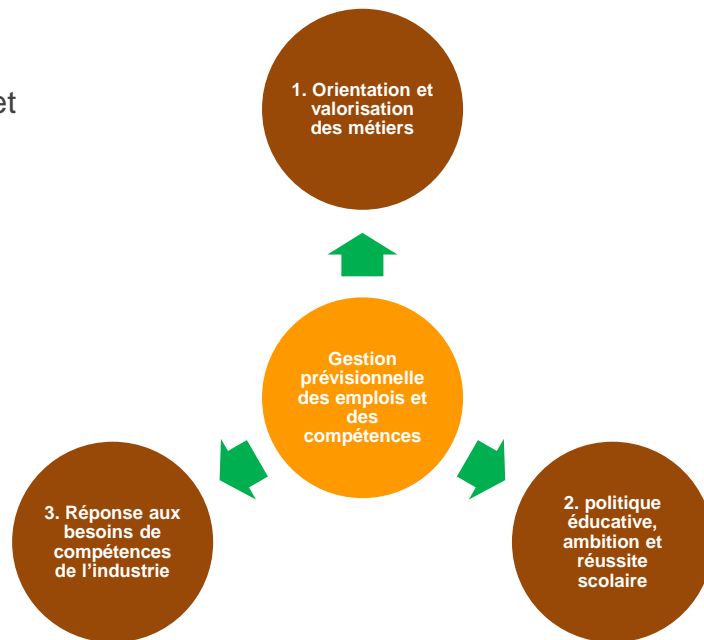 et
1. Orientation et
valorisation
des métiers
Gestion
prévisionnelle
des emplois et
des
compétences
3. Réponse aux
besoins de
compétences
de l’industrie
2. politique
éducative,
ambition et
réussite
scolaire